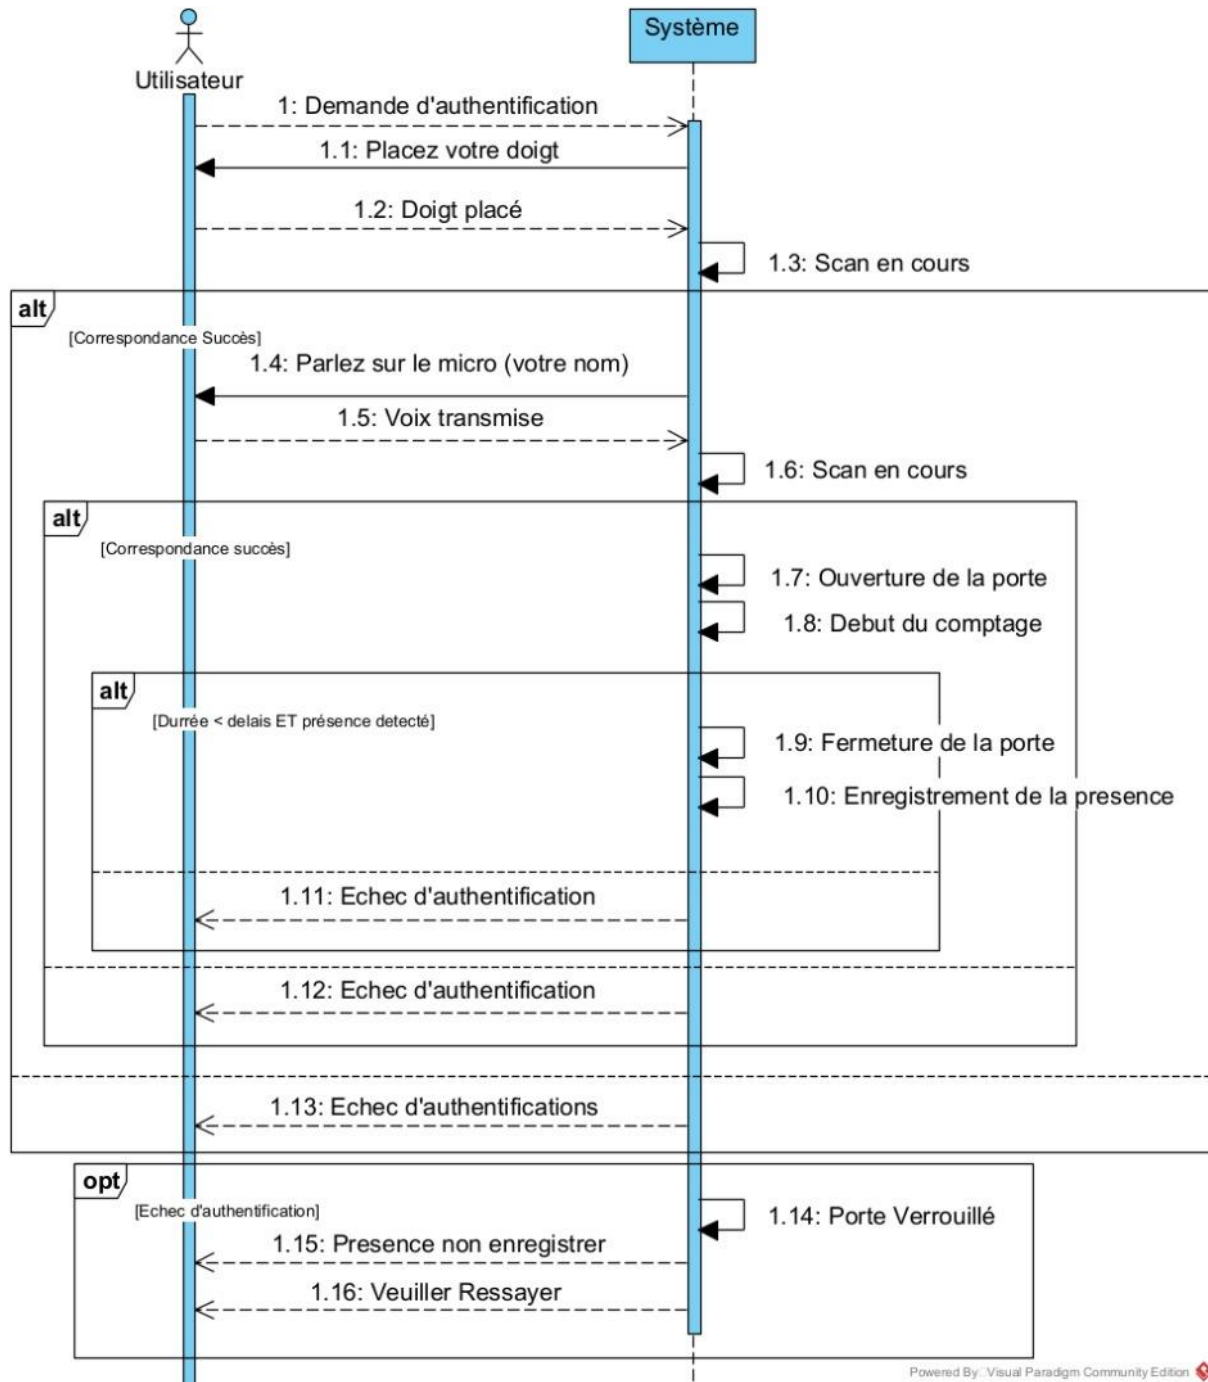 Utilisateur
Système
1: Demande d'authentification
1.1: Placez votre doigt
1.2: Doigt placé
1.3: Scan en cours
alt
[Correspondance Succès]
1.4: Parlez sur le micro (votre nom)
1.5: Voix transmise
1.6: Scan en cours
alt
[Correspondance succès]
1.7: Ouverture de la porte
1.8: Debut du comptage
alt
[Durrée < delais ET présence detecté]
1.9: Fermeture de la porte
1.10: Enregistrement de la presence
1.11: Echec d'authentification
1.12: Echec d'authentification
1.13: Echec d'authentifications
opt
[Echec d'authentification]
1.14: Porte Verrouillé
1.15: Presence non enregistrer
1.16: Veuiller Ressayer
Powered By Visual Paradigm Community Edition